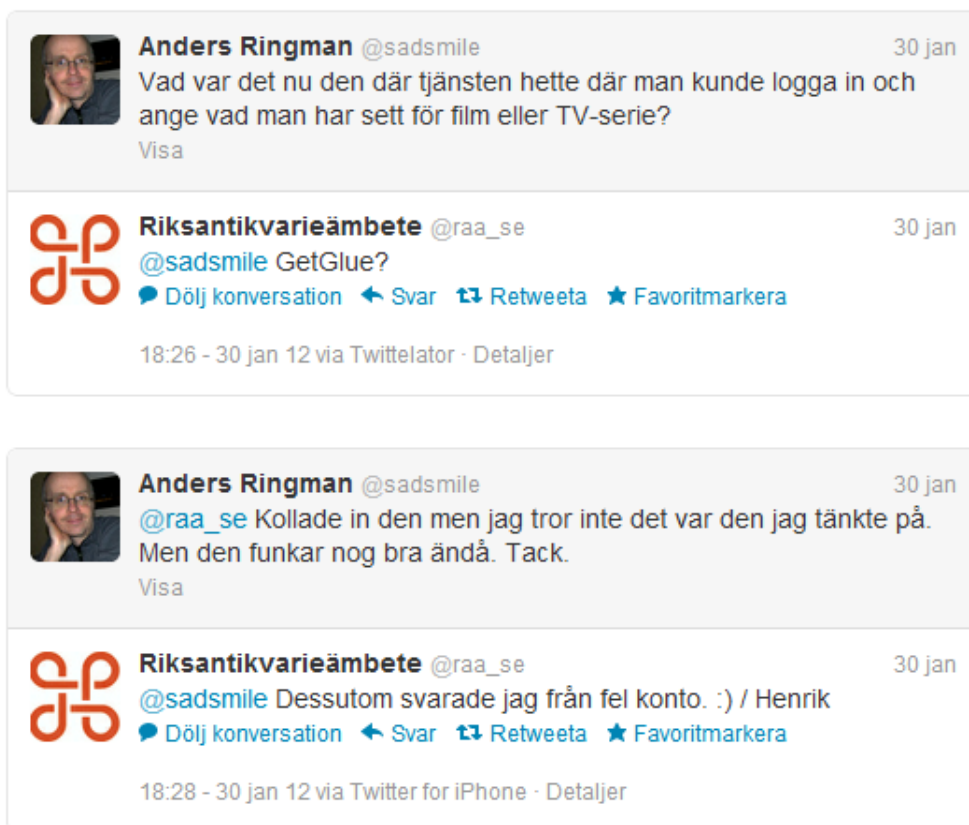 Anders Ringman @sadsmile 30 jan
Vad var det nu den där tjänsten hette där man kunde logga in och
ange vad man har sett för film eller TV-serie?
Visa
Riksantikvarieämbete @raa_se 30 jan
@sadsmile GetGlue?
Dölj konversation Svar Retweeta Favoritmarkera
18:26 - 30 jan 12 via Twittelator · Detaljer
Anders Ringman @sadsmile 30 jan
@raa_se Kollade in den men jag tror inte det var den jag tänkte på.
Men den funkar nog bra ändå. Tack.
Visa
Riksantikvarieämbete @raa_se 30 jan
@sadsmile Dessutom svarade jag från fel konto. :) / Henrik
Dölj konversation Svar Retweeta Favoritmarkera
18:28 - 30 jan 12 via Twitter for iPhone · Detaljer